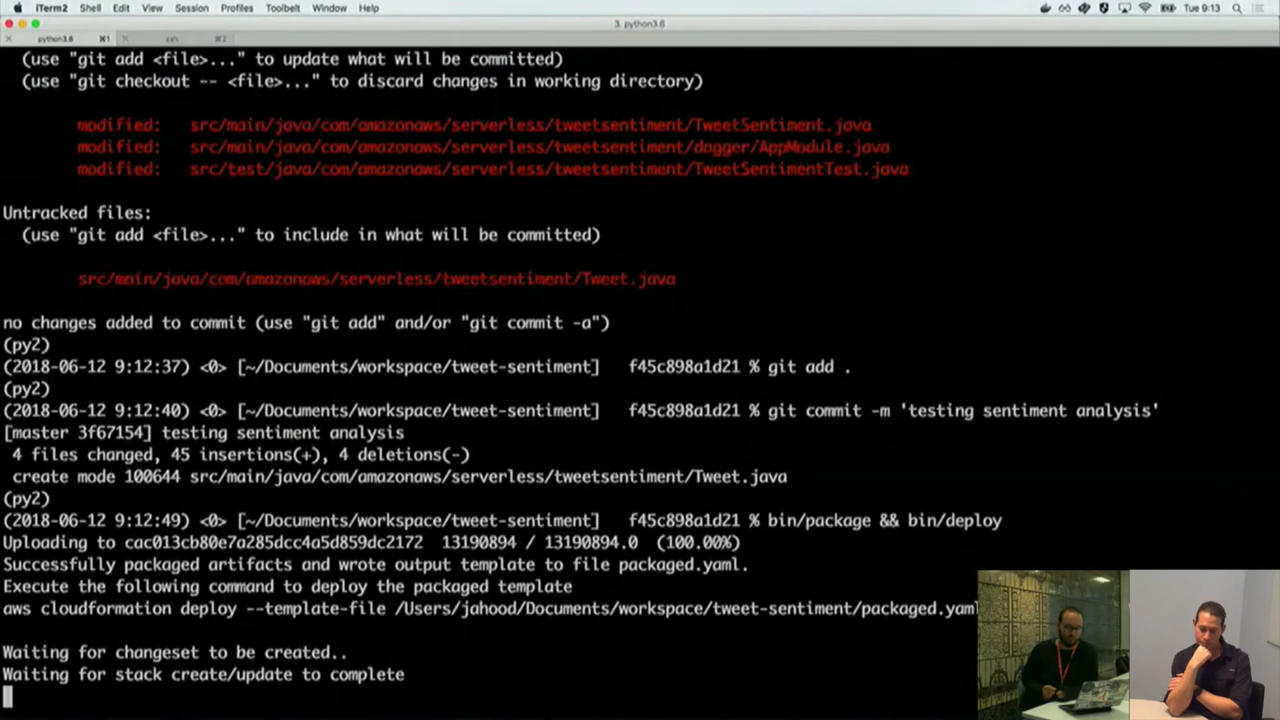 iTerm2 Shell Edit View Session Profiles Toolbelt Window Help Tue 9:13
3. python3.6
python3.6 ⌘1 zsh ⌘2
(use "git add <file>..." to update what will be committed)
(use "git checkout -- <file>..." to discard changes in working directory)
modified: src/main/java/com/amazonaws/serverless/tweetsentiment/TweetSentiment.java
modified: src/main/java/com/amazonaws/serverless/tweetsentiment/dagger/AppModule.java
modified: src/test/java/com/amazonaws/serverless/tweetsentiment/TweetSentimentTest.java
Untracked files:
(use "git add <file>..." to include in what will be committed)
src/main/java/com/amazonaws/serverless/tweetsentiment/Tweet.java
no changes added to commit (use "git add" and/or "git commit -a")
(py2)
(2018-06-12 9:12:37) <0> [~/Documents/workspace/tweet-sentiment] f45c898a1d21 % git add .
(py2)
(2018-06-12 9:12:40) <0> [~/Documents/workspace/tweet-sentiment] f45c898a1d21 % git commit -m 'testing sentiment analysis'
[master 3f67154] testing sentiment analysis
4 files changed, 45 insertions(+), 4 deletions(-)
create mode 100644 src/main/java/com/amazonaws/serverless/tweetsentiment/Tweet.java
(py2)
(2018-06-12 9:12:49) <0> [~/Documents/workspace/tweet-sentiment] f45c898a1d21 % bin/package && bin/deploy
Uploading to cac013cb80e7a285dcc4a5d859dc2172 13190894 / 13190894.0 (100.00%)
Successfully packaged artifacts and wrote output template to file packaged.yaml.
Execute the following command to deploy the packaged template
aws cloudformation deploy --template-file /Users/jahood/Documents/workspace/tweet-sentiment/packaged.yaml
Waiting for changeset to be created..
Waiting for stack create/update to complete